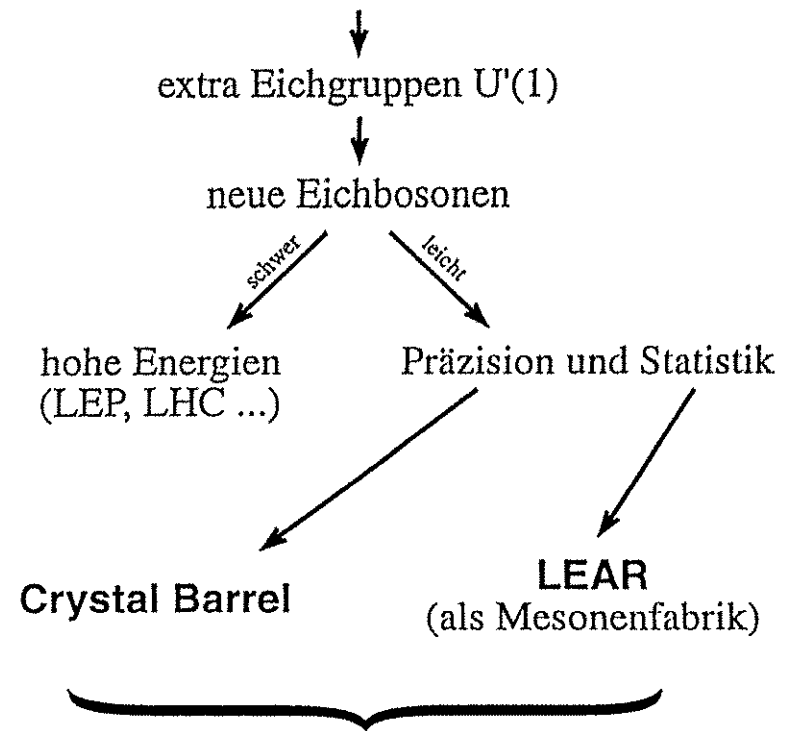 extra Eichgruppen U'(1)
neue Eichbosonen
schwer
leicht
hohe Energien
(LEP, LHC ...)
Präzision und Statistik
Crystal Barrel
LEAR
(als Mesonenfabrik)